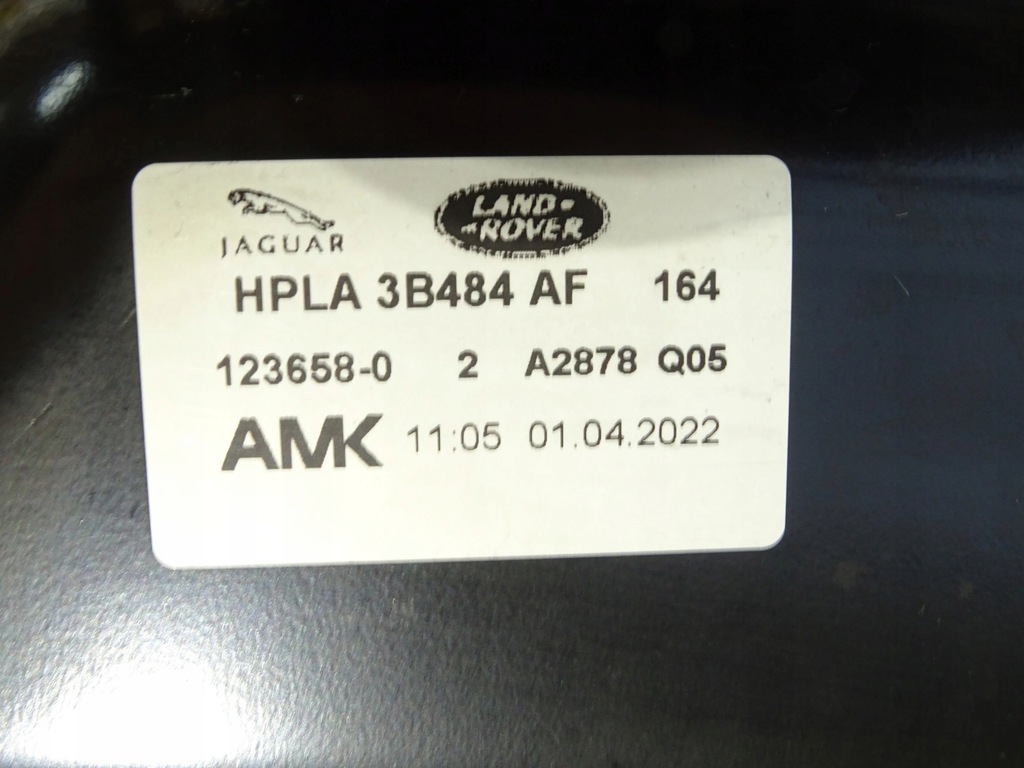 JAGUAR
LAND-
-ROVER
HPLA 3B484 AF 164
123658-0 2 A2878 Q05
AMK 11:05 01.04.2022